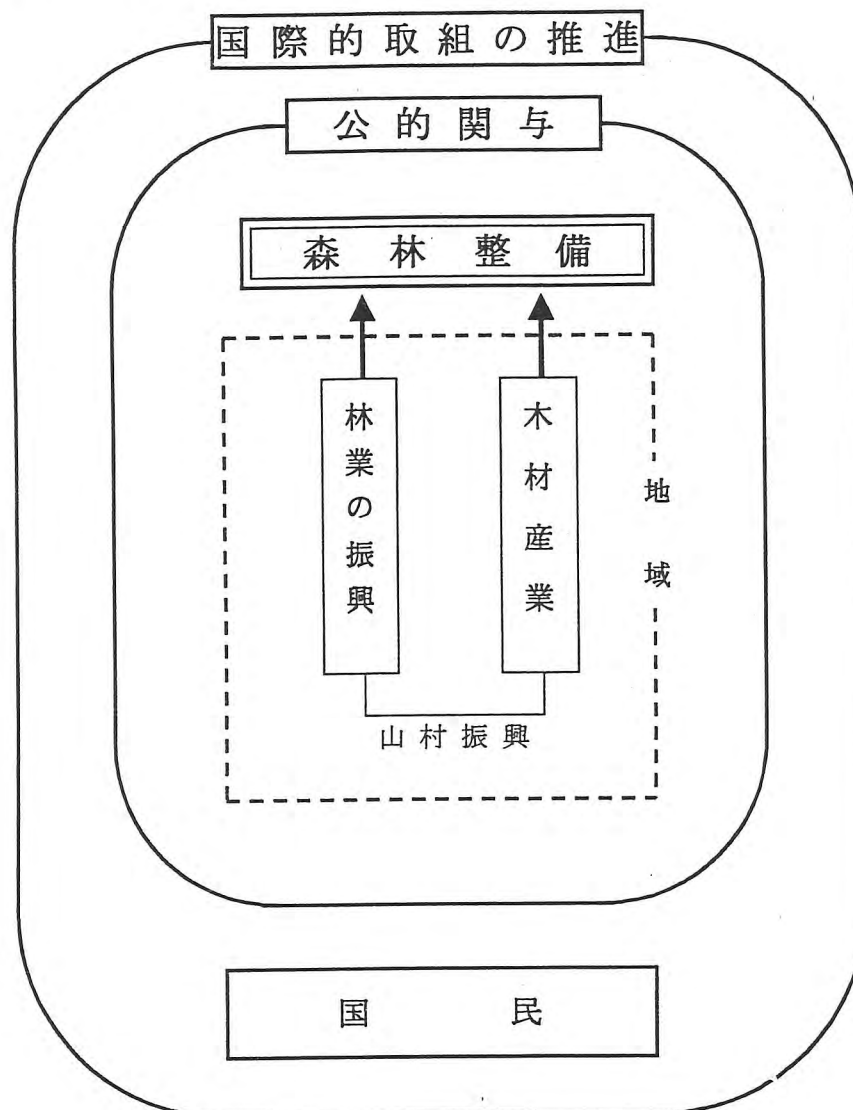 国際的取組の推進
公的関与
森林整備
林業の振興
木材産業
地域
山村振興
国民